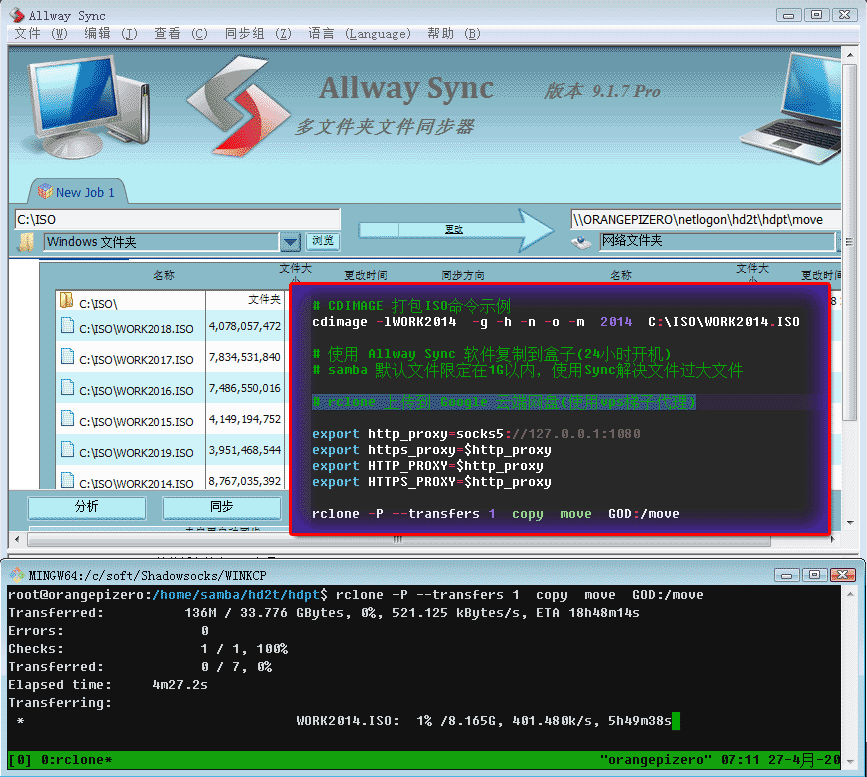 Allway Sync
文件 (W) 编辑 (J) 查看 (C) 同步组 (Z) 语言 (Language) 帮助 (B)
Allway Sync 版本 9.1.7 Pro
多文件夹文件同步器
New Job 1
C:\ISO 更改 \\ORANGEPIZERO\netlogon\hd2t\hdpt\move
Windows 文件夹 浏览 网络文件夹
名称 文件大小 更改时间 同步方向 名称 文件大小 更改时间
C:\ISO\ 文件夹
C:\ISO\WORK2018.ISO 4,078,057,472
C:\ISO\WORK2017.ISO 7,834,531,840
C:\ISO\WORK2016.ISO 7,486,550,016
C:\ISO\WORK2015.ISO 4,149,194,752
C:\ISO\WORK2019.ISO 3,951,468,544
C:\ISO\WORK2014.ISO 8,767,035,392
分析 同步
# CDIMAGE 打包ISO命令示例
cdimage -lWORK2014 -g -h -n -o -m 2014 C:\ISO\WORK2014.ISO
# 使用 Allway Sync 软件复制到盒子(24小时开机)
# samba 默认文件限定在1G以内，使用Sync解决文件过大文件
# rclone 上传到 Google 云端网盘(使用vps
export http_proxy=socks5://127.0.0.1:1080
export https_proxy=$http_proxy
export HTTP_PROXY=$http_proxy
export HTTPS_PROXY=$http_proxy
rclone -P --transfers 1 copy move GOD:/move
MINGW64:/c/soft/Shadowsocks/WINKCP
root@orangepizero:/home/samba/hd2t/hdpt$ rclone -P --transfers 1 copy move GOD:/move
Transferred: 136M / 33.776 GBytes, 0%, 521.125 kBytes/s, ETA 18h48m14s
Errors: 0
Checks: 1 / 1, 100%
Transferred: 0 / 7, 0%
Elapsed time: 4m27.2s
Transferring:
* WORK2014.ISO: 1% /8.165G, 401.480k/s, 5h49m38s
[0] 0:rclone* "orangepizero" 07:11 27-4月-20